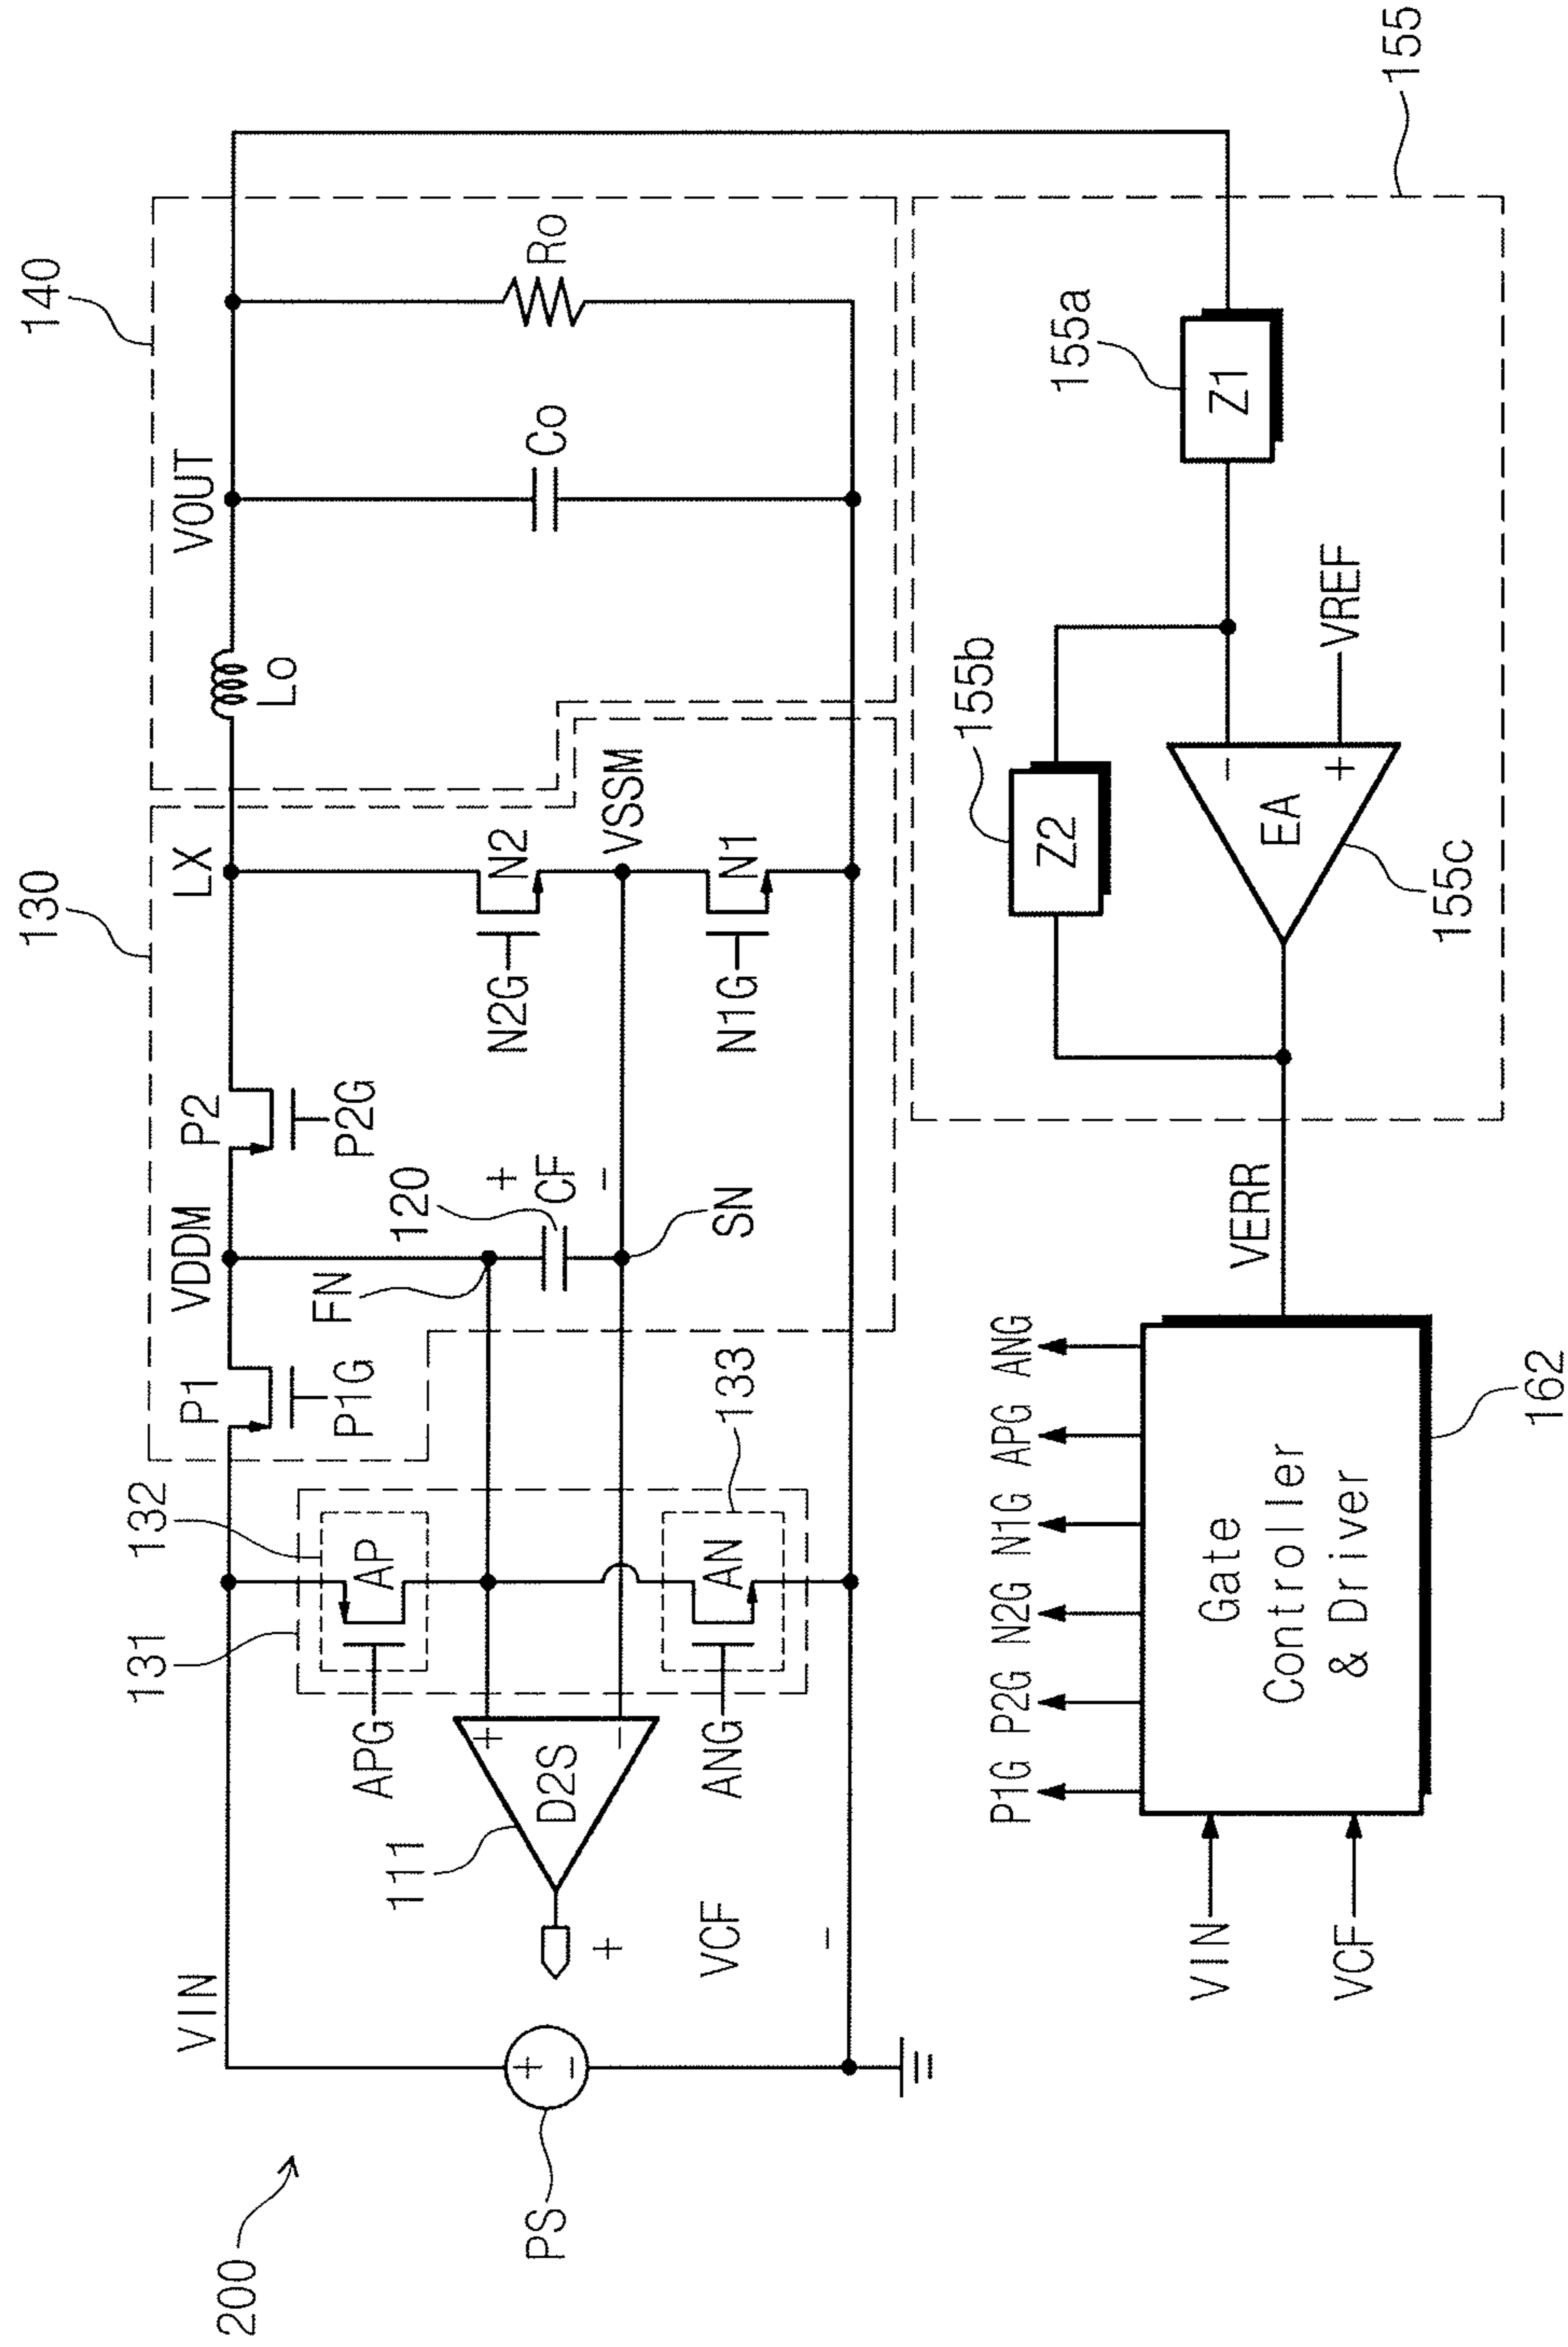 200
130
140
VIN
P1
P1G
VDDM
P2
P2G
LX
Lo
VOUT
132
131
AP
APG
FN
120
+
CF
-
N2G
N2
VSSM
Co
Ro
PS
+
-
111
D2S
+
-
+
VCF
-
ANG
AN
133
SN
N1G
N1
P1G
P2G
N2G
N1G
APG
ANG
VIN
VCF
Gate
Controller
& Driver
162
VERR
155b
Z2
155a
Z1
-
+
EA
VREF
155c
155